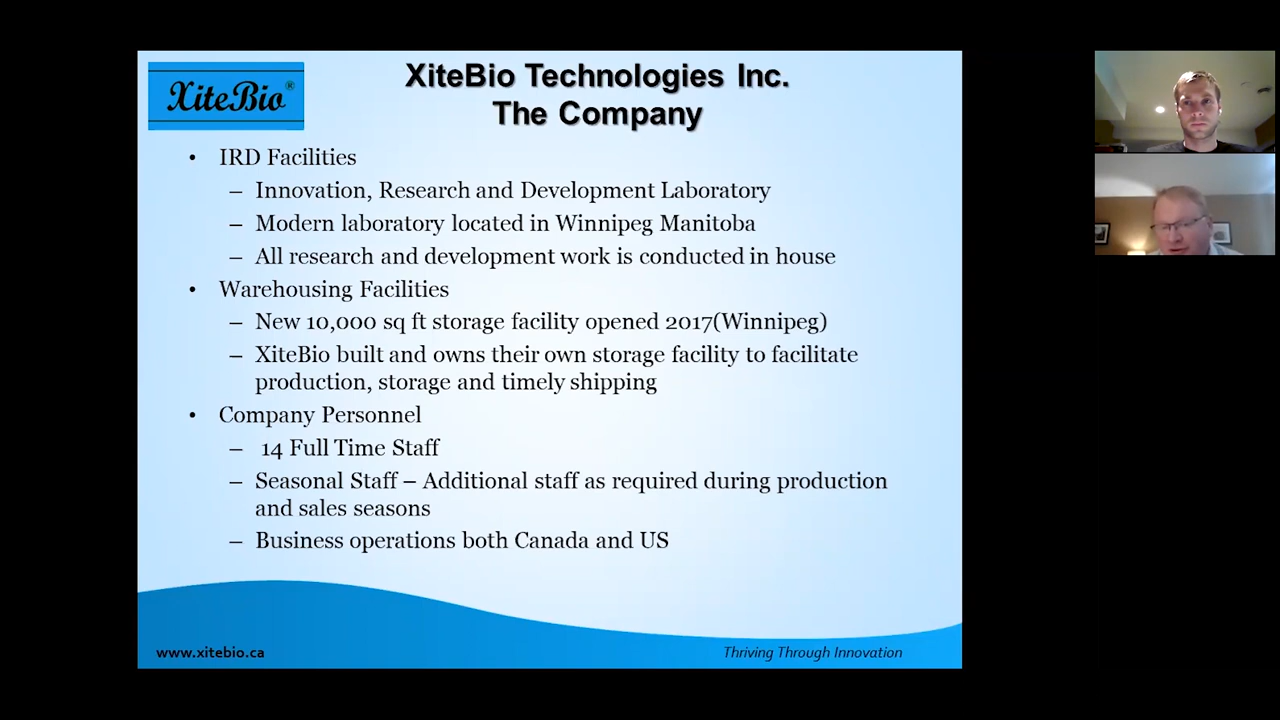 XiteBio®
XiteBio Technologies Inc.
The Company
• IRD Facilities
– Innovation, Research and Development Laboratory
– Modern laboratory located in Winnipeg Manitoba
– All research and development work is conducted in house
• Warehousing Facilities
– New 10,000 sq ft storage facility opened 2017(Winnipeg)
– XiteBio built and owns their own storage facility to facilitate
production, storage and timely shipping
• Company Personnel
– 14 Full Time Staff
– Seasonal Staff – Additional staff as required during production
and sales seasons
– Business operations both Canada and US
www.xitebio.ca
Thriving Through Innovation